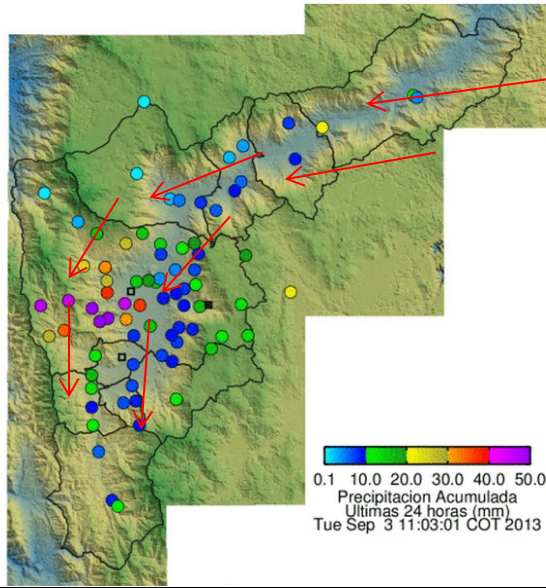 0.1 10.0 20.0 30.0 40.0 50.0
Precipitacion Acumulada
Ultimas 24 horas (mm)
Tue Sep 3 11:03:01 COT 2013